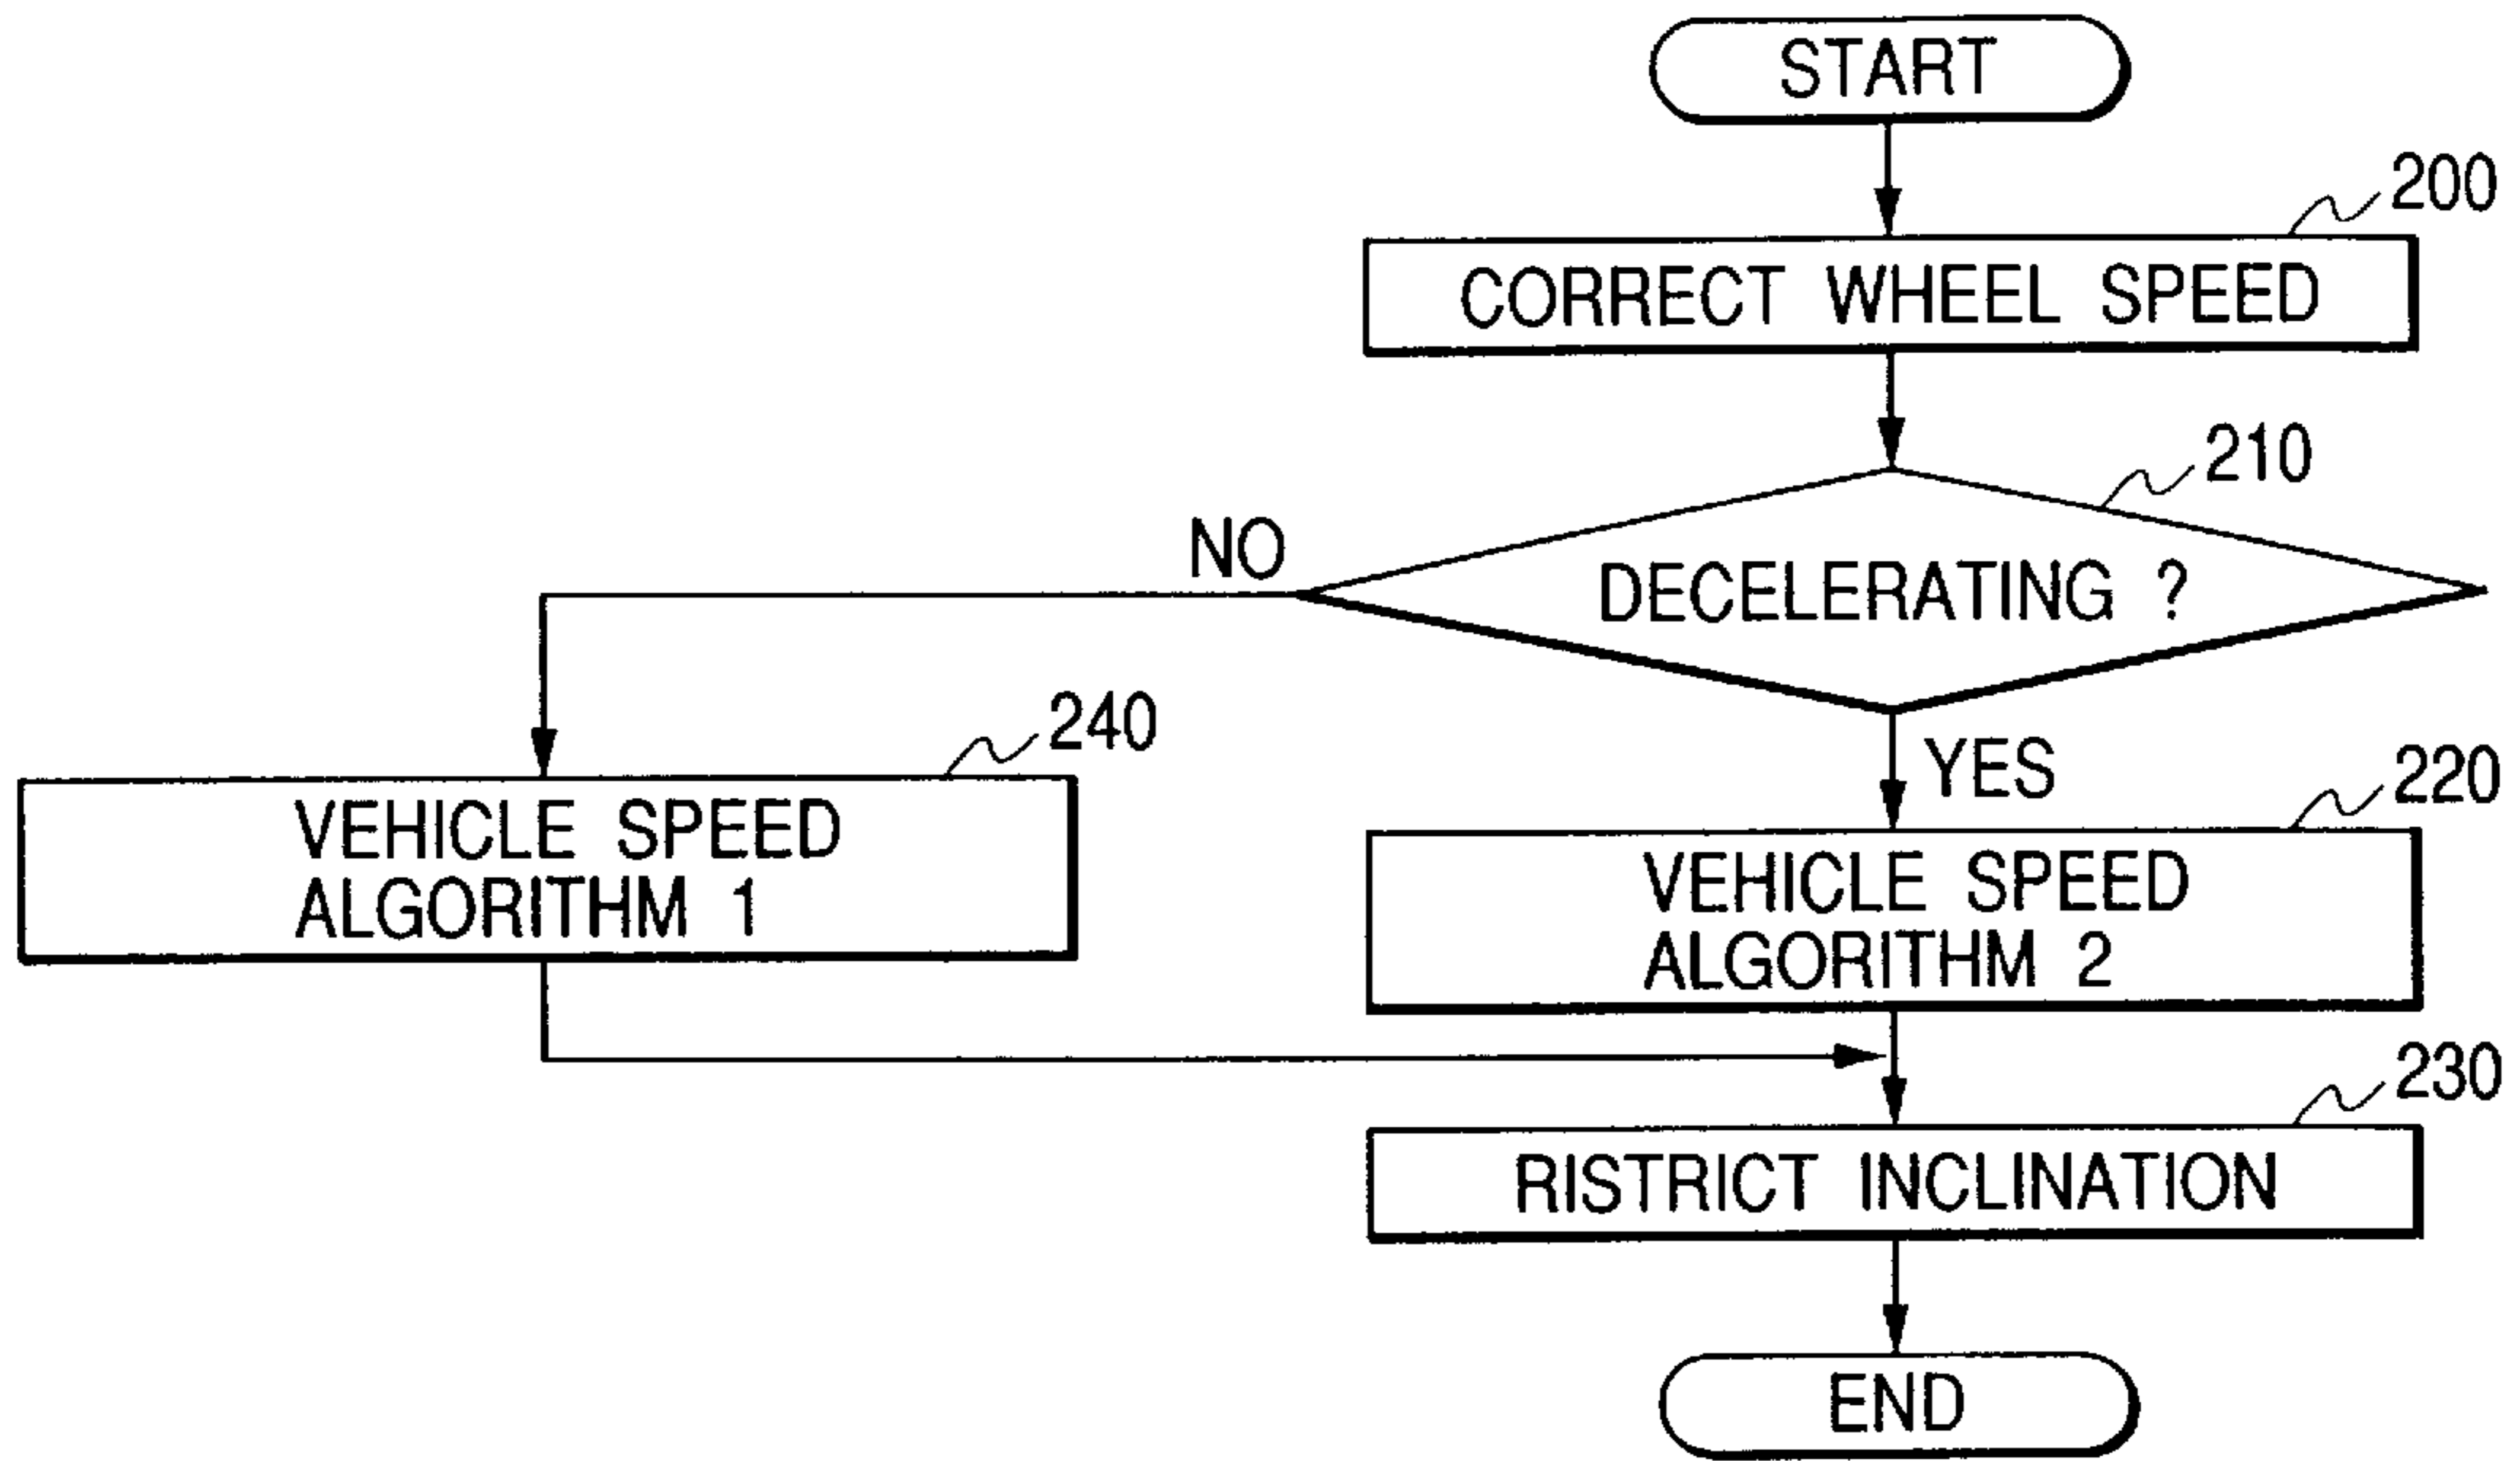 START
200
CORRECT WHEEL SPEED
210
NO
DECELERATING ?
240
YES
220
VEHICLE SPEED
ALGORITHM 1
VEHICLE SPEED
ALGORITHM 2
230
RISTRICT INCLINATION
END